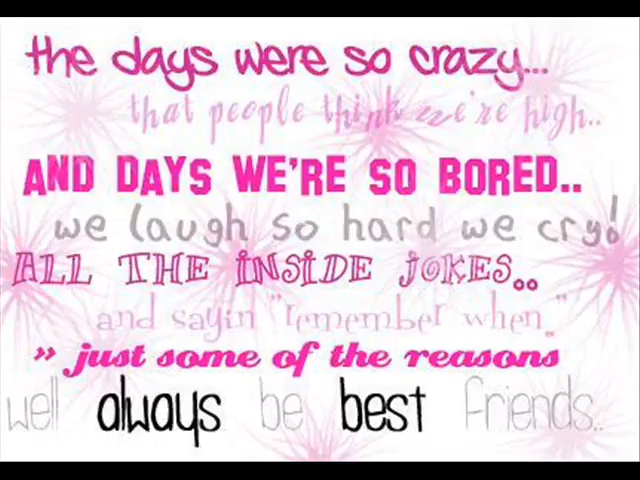 the days were so crazy...
that people think we're high..
AND DAYS WE'RE SO BORED..
we laugh so hard we cry!
ALL THE INSIDE JOKES..
and sayin "remember when.."
» just some of the reasons
well always be best friends..